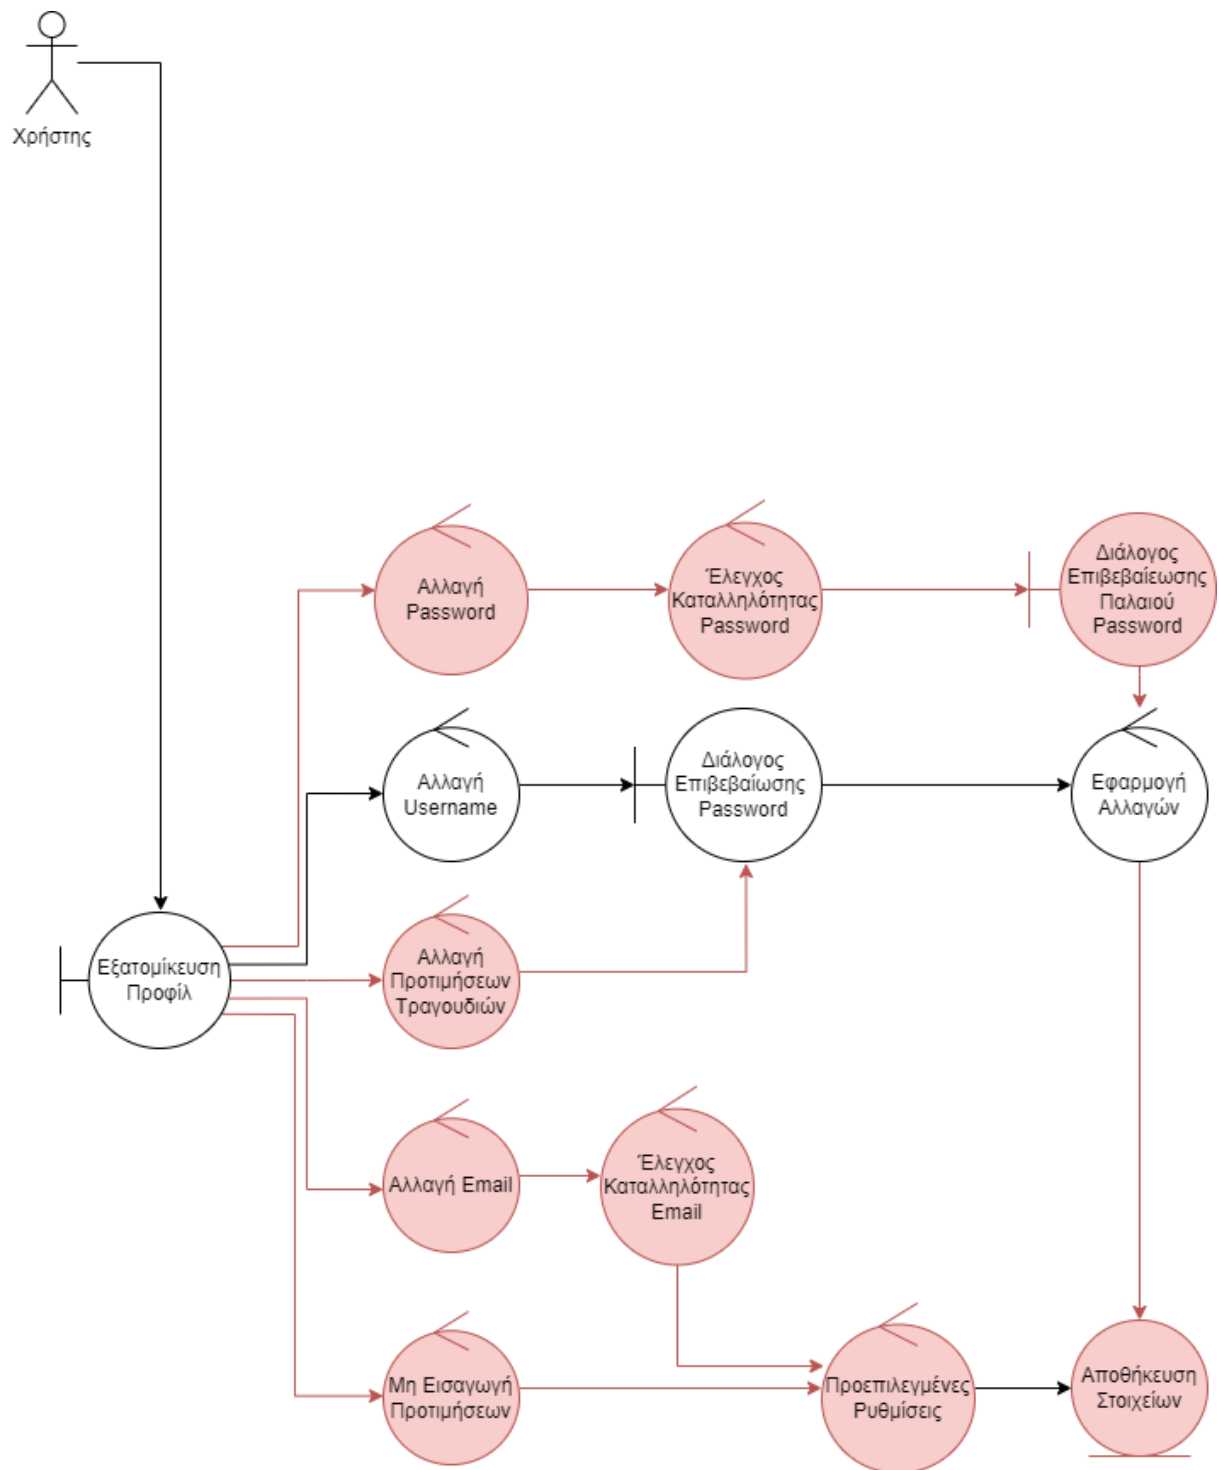 Χρήστης
Αλλαγή
Password
Έλεγχος
Καταλληλότητας
Password
Διάλογος
Επιβεβαίεωσης
Παλαιού
Password
Αλλαγή
Username
Διάλογος
Επιβεβαίωσης
Password
Εφαρμογή
Αλλαγών
Εξατομίκευση
Προφίλ
Αλλαγή
Προτιμήσεων
Τραγουδιών
Αλλαγή Email
Έλεγχος
Καταλληλότητας
Email
Μη Εισαγωγή
Προτιμήσεων
Προεπιλεγμένες
Ρυθμίσεις
Αποθήκευση
Στοιχείων